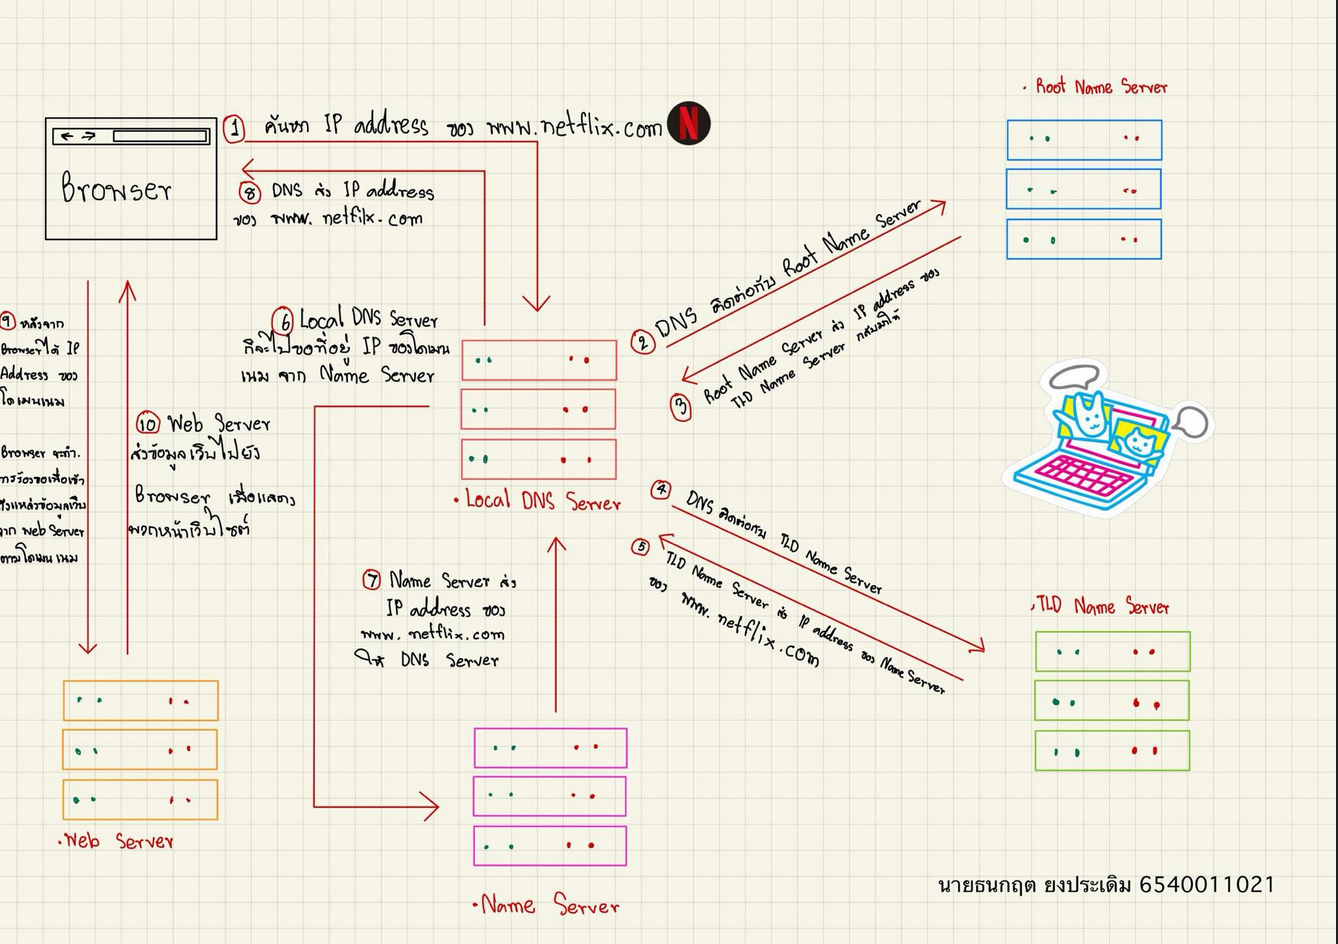 Browser
① ค้นหา IP address ของ www.netflix.com
N
⑧ DNS ส่ง IP address
ของ www.netfilx.com
· Root Name Server
② DNS ติดต่อกับ Root Name Server
③ Root Name Server ส่ง IP address ของ
TLD Name Server กลับมาให้
⑥ Local DNS Server
ก็จะไปขอที่อยู่ IP ของโดเมน
เนม จาก Name Server
· Local DNS Server
④ DNS ติดต่อกับ TLD Name Server
⑤ TLD Name Server ส่ง IP address ของ Name Server
ของ www.netflix.com
· TLD Name Server
⑦ Name Server ส่ง
IP address ของ
www.netflix.com
ให้ DNS Server
· Name Server
⑨ หลังจาก
Browser ได้ IP
Address ของ
โดเมนเนม
Browser จะทำ
การร้องขอเพื่อเข้า
ถึงแหล่งข้อมูลเว็บ
จาก Web Server
ตามโดเมนเนม
⑩ Web Server
ส่งข้อมูลเว็บไปยัง
Browser เพื่อแสดง
พวกหน้าเว็บไซต์
· Web Server
นายธนกฤต ยงประเดิม 6540011021